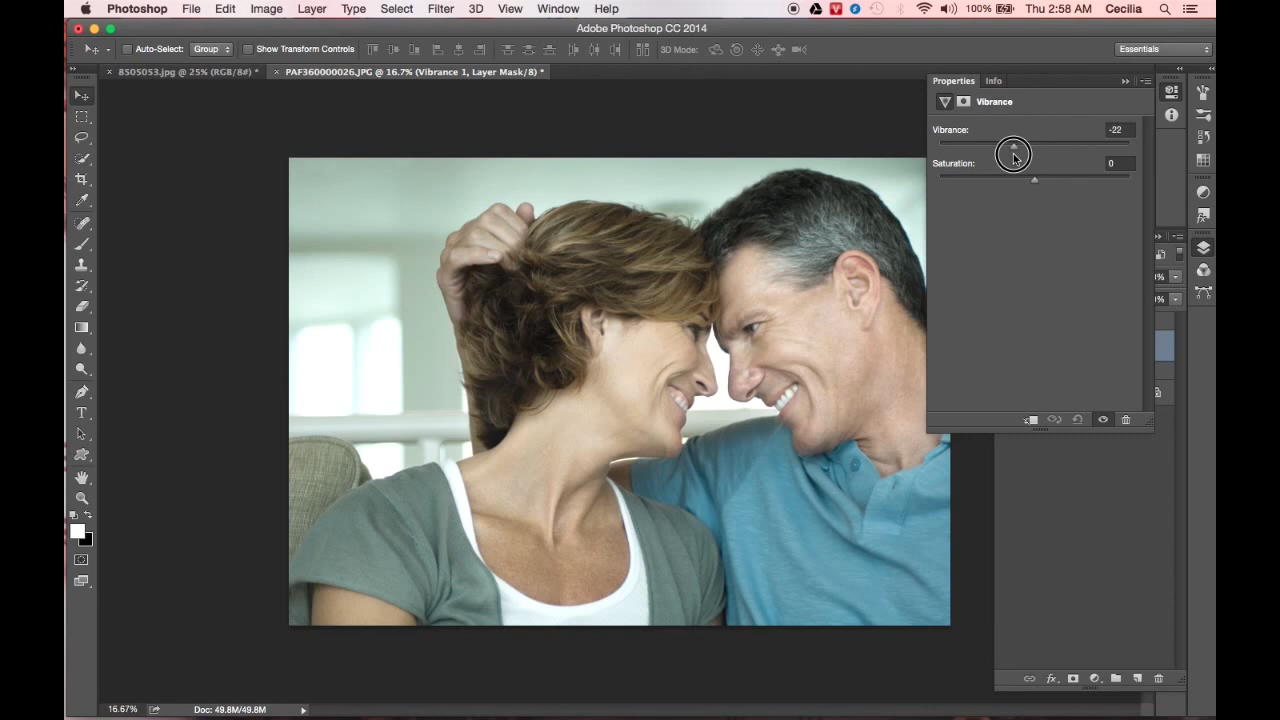 Photoshop File Edit Image Layer Type Select Filter 3D View Window Help 100% Thu 2:58 AM Cecilia
Adobe Photoshop CC 2014
Auto-Select: Group Show Transform Controls 3D Mode: Essentials
8505053.jpg @ 25% (RGB/8#) * PAF360000026.JPG @ 16.7% (Vibrance 1, Layer Mask/8) *
Properties Info
Vibrance
Vibrance: -22
Saturation: 0
16.67% Doc: 49.8M/49.8M